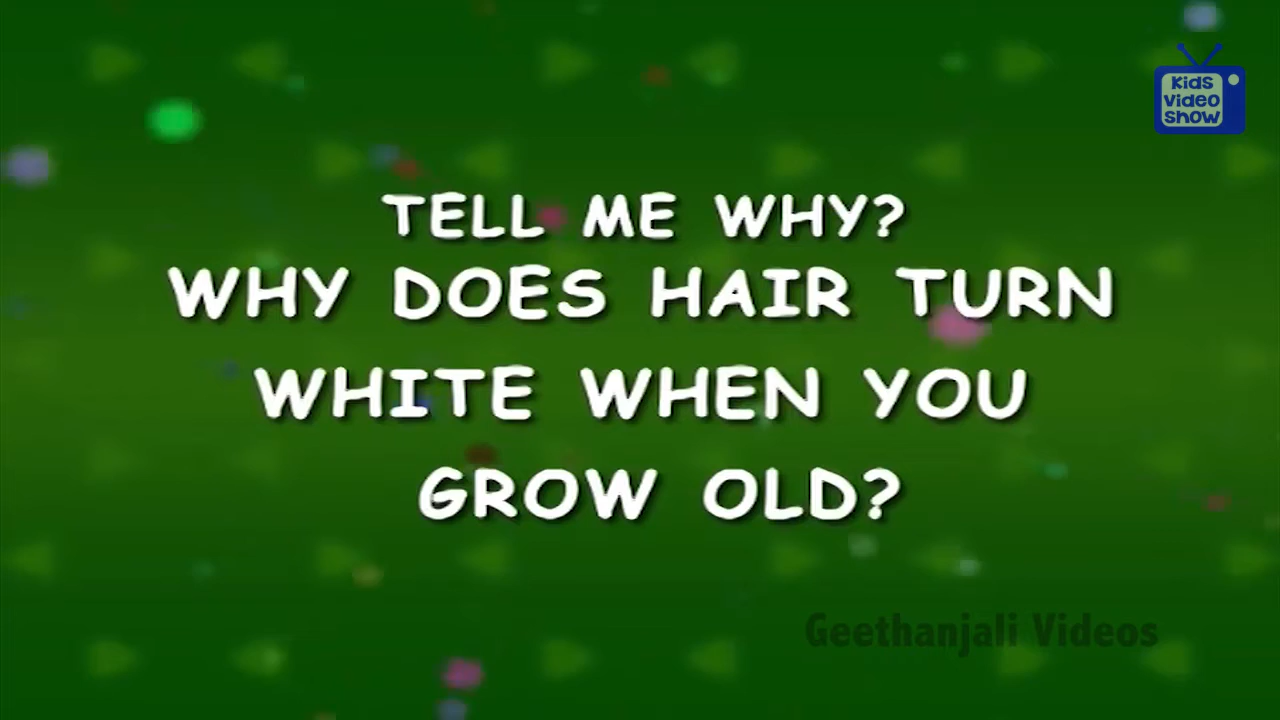 Kids
Video
Show
TELL ME WHY?
WHY DOES HAIR TURN
WHITE WHEN YOU
GROW OLD?
Geethanjali Videos